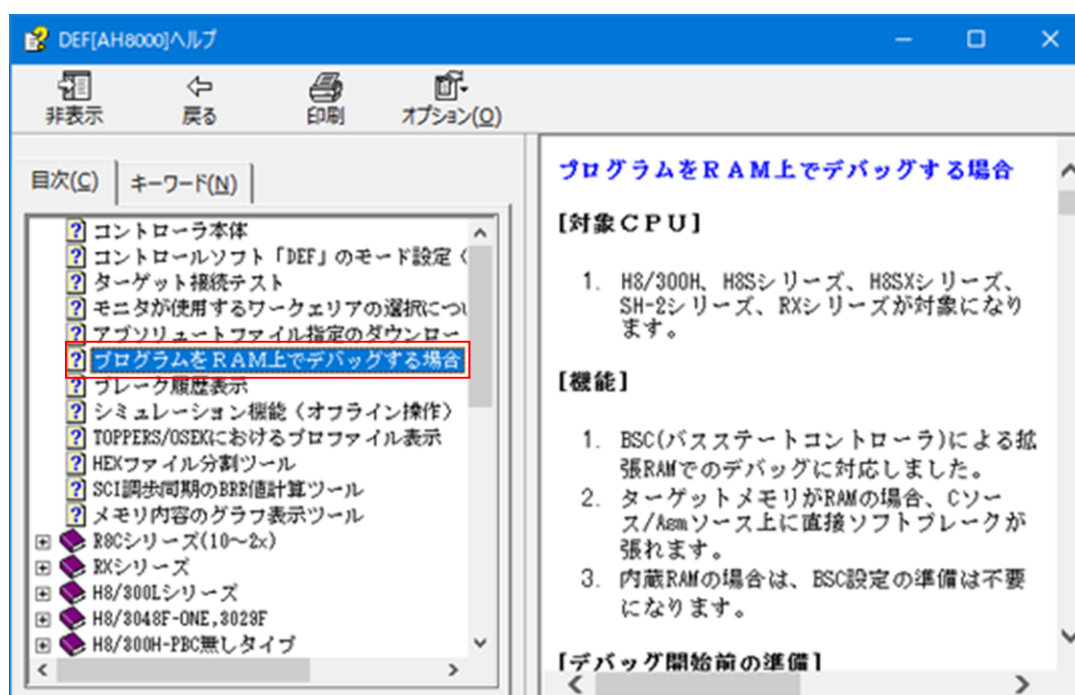 DEF[AH8000]ヘルプ
非表示 戻る 印刷 オプション(O)
目次(C) キーワード(N)
コントローラ本体
コントロールソフト「DEF」のモード設定
ターゲット接続テスト
モニタが使用するワークエリアの選択につい
アブソリュートファイル指定のダウンロー
プログラムをRAM上でデバッグする場合
ブレーク履歴表示
シミュレーション機能(オフライン操作)
TOPPERS/OSEKにおけるプロファイル表示
HEXファイル分割ツール
SCI調歩同期のBRR値計算ツール
メモリ内容のグラフ表示ツール
R8Cシリーズ(10~2x)
RXシリーズ
H8/300Lシリーズ
H8/3048F-ONE,3029F
H8/300H-PBC無しタイプ
プログラムをRAM上でデバッグする場合
[対象CPU]
1. H8/300H、H8Sシリーズ、H8SXシリーズ、
SH-2シリーズ、RXシリーズが対象になり
ます。
[機能]
1. BSC(バスステートコントローラ)による拡
張RAMでのデバッグに対応しました。
2. ターゲットメモリがRAMの場合、Cソー
ス/Asmソース上に直接ソフトブレークが
張れます。
3. 内蔵RAMの場合は、BSC設定の準備は不要
になります。
[デバッグ開始前の準備]